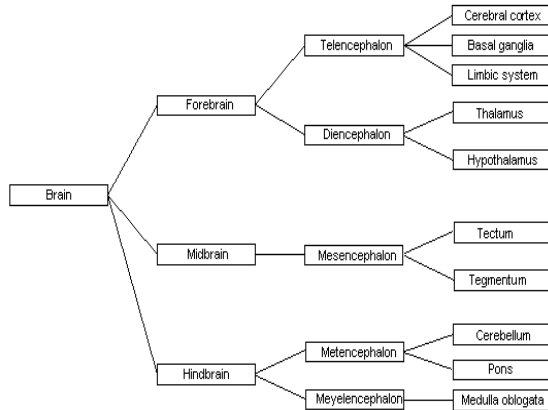 Cerebral cortex
Telencephalon
Basal ganglia
Limbic system
Forebrain
Thalamus
Diencephalon
Hypothalamus
Brain
Tectum
Midbrain
Mesencephalon
Tegmentum
Cerebellum
Metencephalon
Pons
Hindbrain
Meyelencephalon
Medulla oblogata